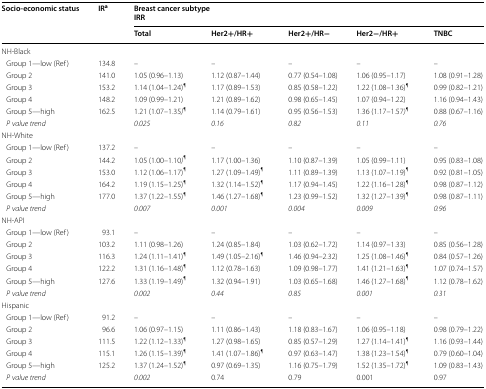 Socio-economic status IRª Breast cancer subtype
IRR
Total Her2+/HR+ Her2+/HR− Her2−/HR+ TNBC
NH-Black
Group 1—low (Ref) 134.8 – – – – –
Group 2 141.0 1.05 (0.96–1.13) 1.12 (0.87–1.44) 0.77 (0.54–1.08) 1.06 (0.95–1.17) 1.08 (0.91–1.28)
Group 3 153.2 1.14 (1.04–1.24)¶ 1.17 (0.89–1.53) 0.85 (0.58–1.22) 1.22 (1.08–1.36)¶ 0.99 (0.82–1.21)
Group 4 148.2 1.09 (0.99–1.21) 1.21 (0.89–1.62) 0.98 (0.65–1.45) 1.07 (0.94–1.22) 1.16 (0.94–1.43)
Group 5—high 162.5 1.21 (1.07–1.35)¶ 1.14 (0.79–1.61) 0.95 (0.56–1.53) 1.36 (1.17–1.57)¶ 0.88 (0.67–1.16)
P value trend 0.025 0.16 0.82 0.11 0.76
NH-White
Group 1—low (Ref) 137.2 – – – – –
Group 2 144.2 1.05 (1.00–1.10)¶ 1.17 (1.00–1.36) 1.10 (0.87–1.39) 1.05 (0.99–1.11) 0.95 (0.83–1.08)
Group 3 153.0 1.12 (1.06–1.17)¶ 1.27 (1.09–1.49)¶ 1.11 (0.89–1.39) 1.13 (1.07–1.19)¶ 0.92 (0.81–1.05)
Group 4 164.2 1.19 (1.15–1.25)¶ 1.32 (1.14–1.52)¶ 1.17 (0.94–1.45) 1.22 (1.16–1.28)¶ 0.98 (0.87–1.12)
Group 5—high 177.0 1.37 (1.22–1.55)¶ 1.46 (1.27–1.68)¶ 1.23 (0.99–1.52) 1.32 (1.27–1.39)¶ 0.98 (0.87–1.11)
P value trend 0.007 0.001 0.004 0.009 0.96
NH-API
Group 1—low (Ref) 93.1 – – – – –
Group 2 103.2 1.11 (0.98–1.26) 1.24 (0.85–1.84) 1.03 (0.62–1.72) 1.14 (0.97–1.33) 0.85 (0.56–1.28)
Group 3 116.3 1.24 (1.11–1.41)¶ 1.49 (1.05–2.16)¶ 1.46 (0.94–2.32) 1.25 (1.08–1.46)¶ 0.84 (0.57–1.26)
Group 4 122.2 1.31 (1.16–1.48)¶ 1.12 (0.78–1.63) 1.09 (0.98–1.77) 1.41 (1.21–1.63)¶ 1.07 (0.74–1.57)
Group 5—high 127.6 1.33 (1.19–1.49)¶ 1.32 (0.94–1.91) 1.03 (0.65–1.68) 1.46 (1.27–1.68)¶ 1.12 (0.78–1.62)
P value trend 0.002 0.44 0.85 0.001 0.31
Hispanic
Group 1—low (Ref) 91.2 – – – – –
Group 2 96.6 1.06 (0.97–1.15) 1.11 (0.86–1.43) 1.18 (0.83–1.67) 1.06 (0.95–1.18) 0.98 (0.79–1.22)
Group 3 111.5 1.22 (1.12–1.33)¶ 1.27 (0.98–1.65) 0.85 (0.57–1.29) 1.27 (1.14–1.41)¶ 1.16 (0.93–1.44)
Group 4 115.1 1.26 (1.15–1.39)¶ 1.41 (1.07–1.86)¶ 0.97 (0.63–1.47) 1.38 (1.23–1.54)¶ 0.79 (0.60–1.04)
Group 5—high 125.2 1.37 (1.24–1.52)¶ 0.97 (0.69–1.35) 1.16 (0.75–1.79) 1.52 (1.35–1.72)¶ 1.09 (0.83–1.43)
P value trend 0.002 0.74 0.79 0.001 0.97